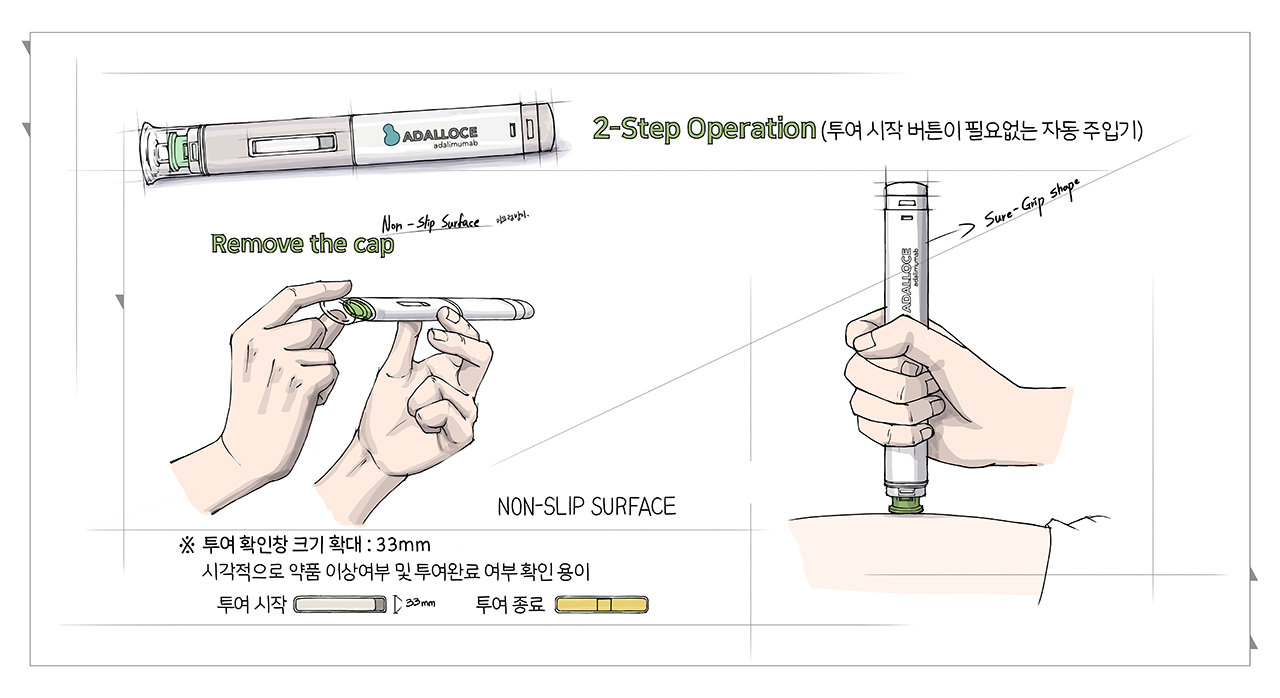 ADALLOCE
adalimumab
2-Step Operation (투여 시작 버튼이 필요없는 자동 주입기)
Non-Slip Surface
Remove the cap
Sure-Grip shape
ADALLOCE
adalimumab
NON-SLIP SURFACE
※ 투여 확인창 크기 확대 : 33mm
시각적으로 약품 이상여부 및 투여완료 여부 확인 용이
투여 시작 33mm 투여 종료